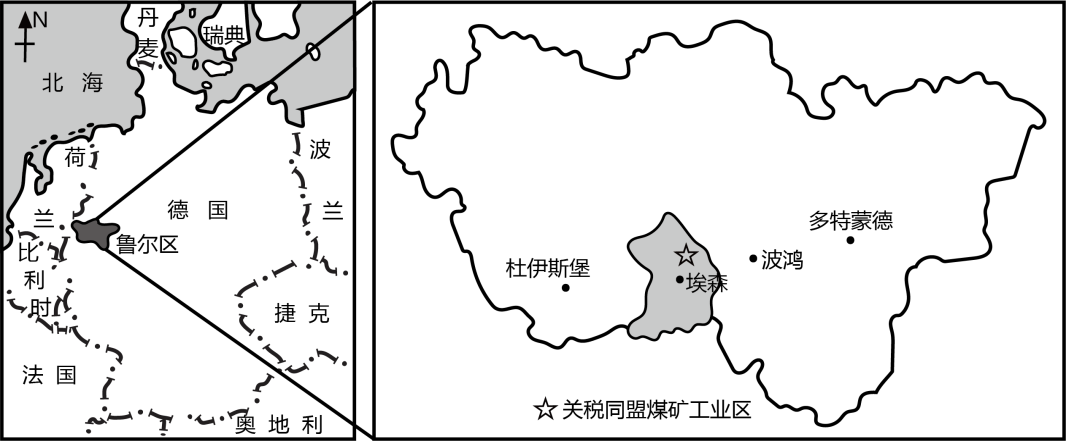 N
丹麦
瑞典
北海
荷兰
波兰
德国
鲁尔区
比利时
捷克
法国
奥地利
多特蒙德
波鸿
杜伊斯堡
埃森
☆关税同盟煤矿工业区